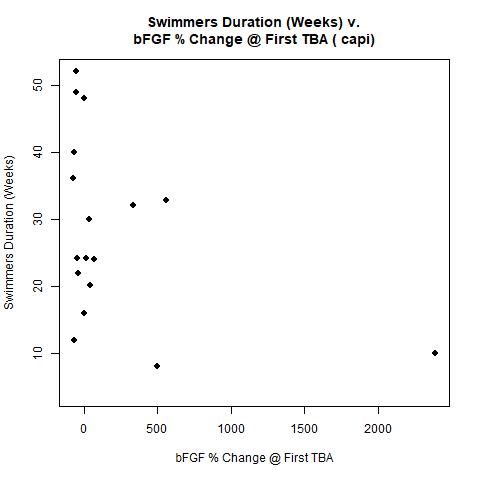 Swimmers Duration (Weeks) v.
bFGF % Change @ First TBA ( capi)
Swimmers Duration (Weeks)
50
40
30
20
10
0
500
1000
1500
2000
bFGF % Change @ First TBA